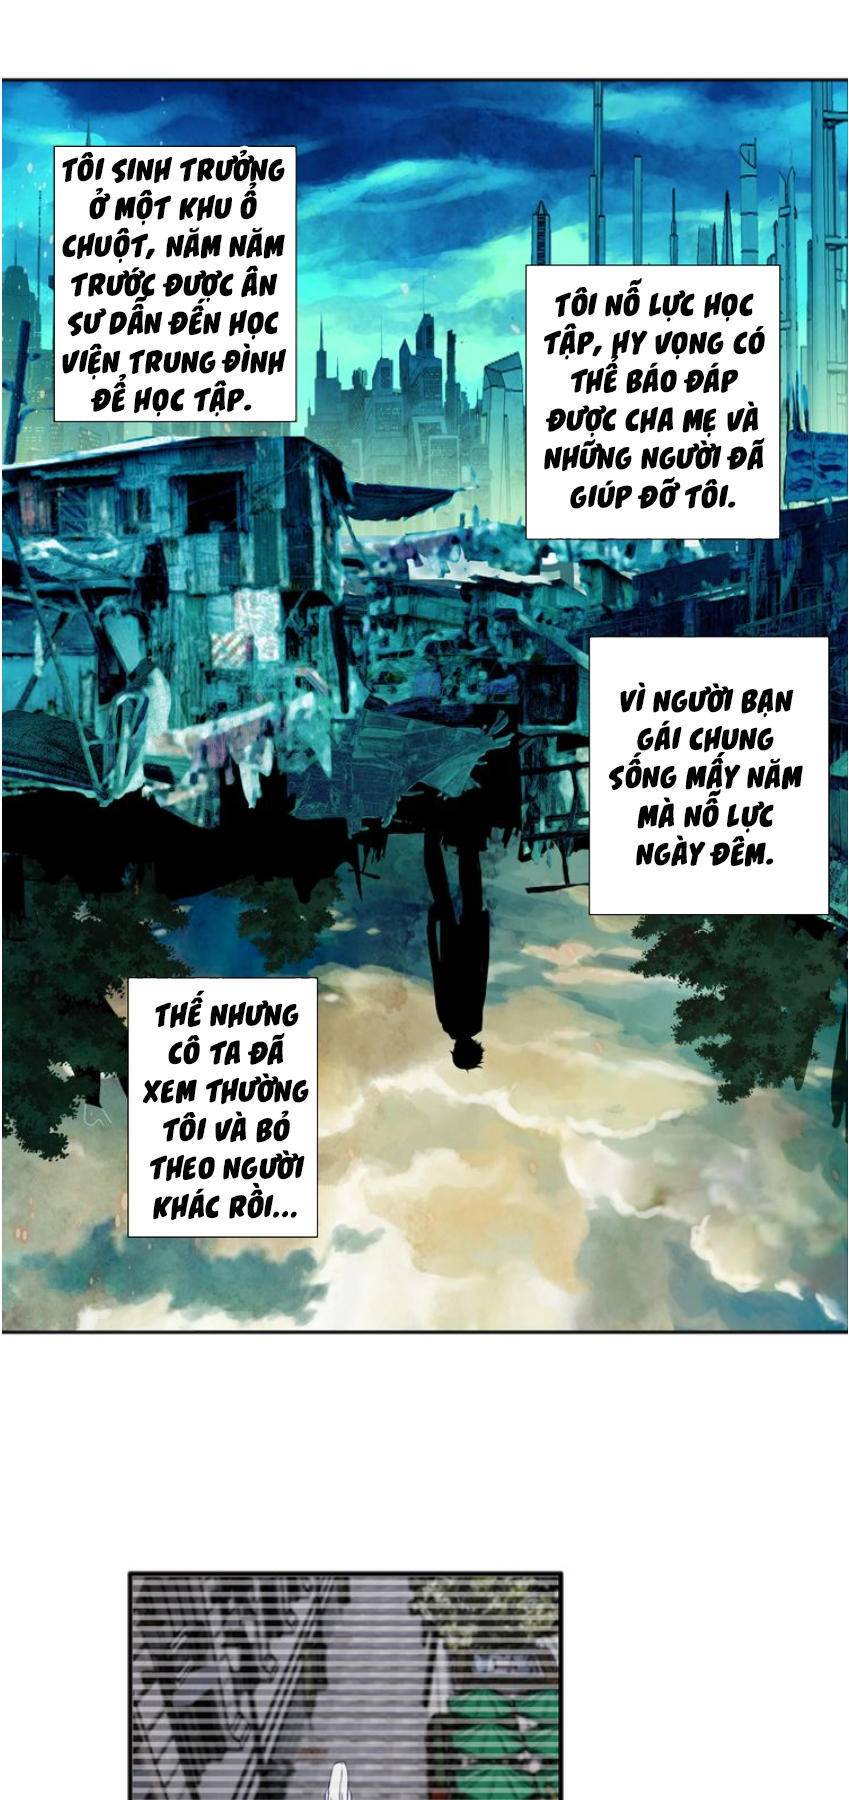 TÔI SINH TRƯỞNG
Ở MỘT KHU Ổ
CHUỘT, NĂM NĂM
TRƯỚC ĐƯỢC ÂN
SƯ DẪN ĐẾN HỌC
VIỆN TRUNG ĐÌNH
ĐỂ HỌC TẬP.
TÔI NỖ LỰC HỌC
TẬP, HY VỌNG CÓ
THỂ BÁO ĐÁP
ĐƯỢC CHA MẸ VÀ
NHỮNG NGƯỜI ĐÃ
GIÚP ĐỠ TÔI.
VÌ NGƯỜI BẠN
GÁI CHUNG
SỐNG MẤY NĂM
MÀ NỖ LỰC
NGÀY ĐÊM.
THẾ NHƯNG
CÔ TA ĐÃ
XEM THƯỜNG
TÔI VÀ BỎ
THEO NGƯỜI
KHÁC RỒI...